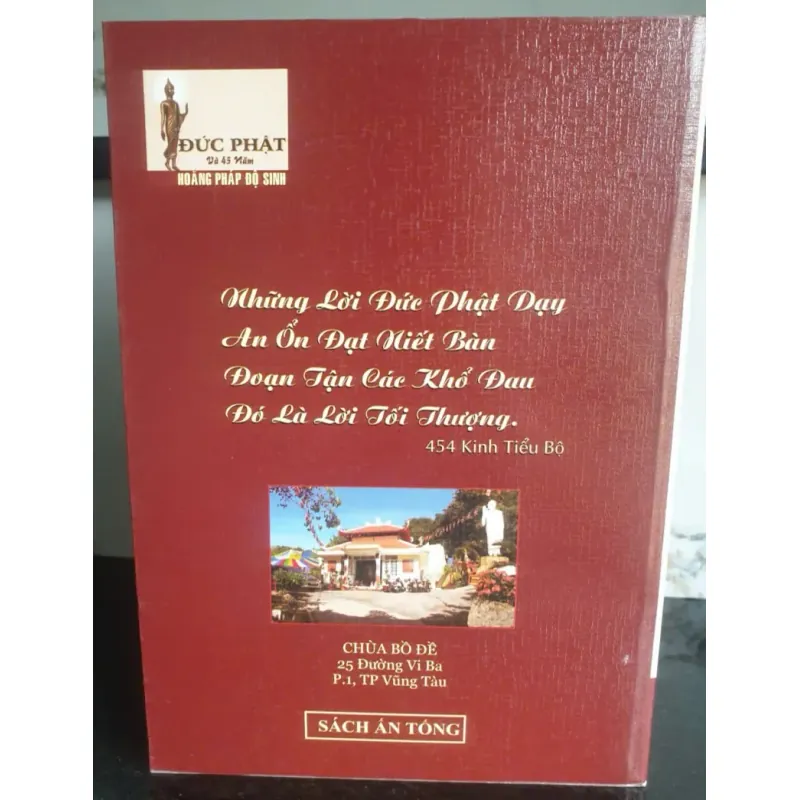 ĐỨC PHẬT
Và 45 Năm
HOẰNG PHÁP ĐỘ SINH
Những Lời Đức Phật Dạy
An Ổn Đạt Niết Bàn
Đoạn Tận Các Khổ Đau
Đó Là Lời Tối Thượng.
454 Kinh Tiểu Bộ
CHÙA BỒ ĐỀ
25 Đường Vi Ba
P.1, TP Vũng Tàu
SÁCH ẤN TỐNG